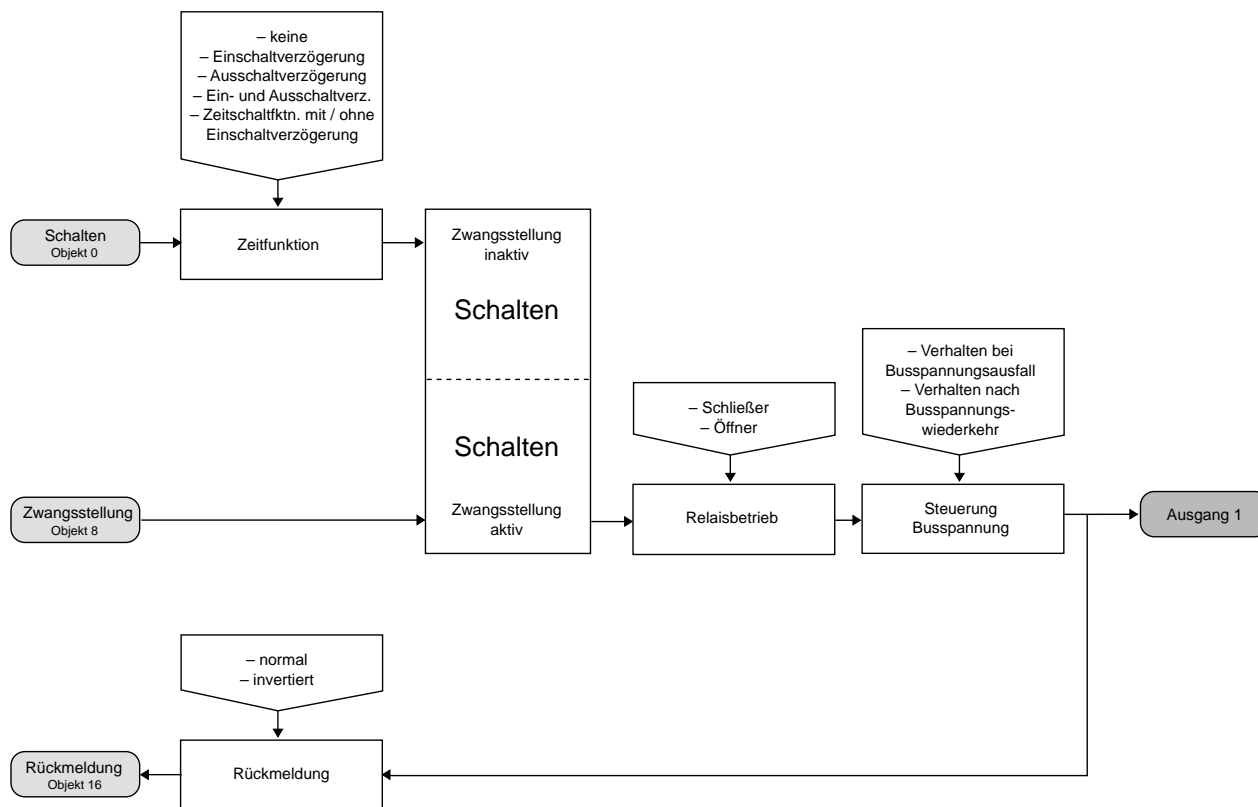 – keine
– Einschaltverzögerung
– Ausschaltverzögerung
– Ein- und Ausschaltverz.
– Zeitschaltfktn. mit / ohne
Einschaltverzögerung
Schalten
Objekt 0
Zeitfunktion
Zwangsstellung
inaktiv
Schalten
Schalten
Zwangsstellung
aktiv
– Schließer
– Öffner
– Verhalten bei
Busspannungsausfall
– Verhalten nach
Busspannungs-
wiederkehr
Zwangsstellung
Objekt 8
Relaisbetrieb
Steuerung
Busspannung
Ausgang 1
– normal
– invertiert
Rückmeldung
Objekt 16
Rückmeldung